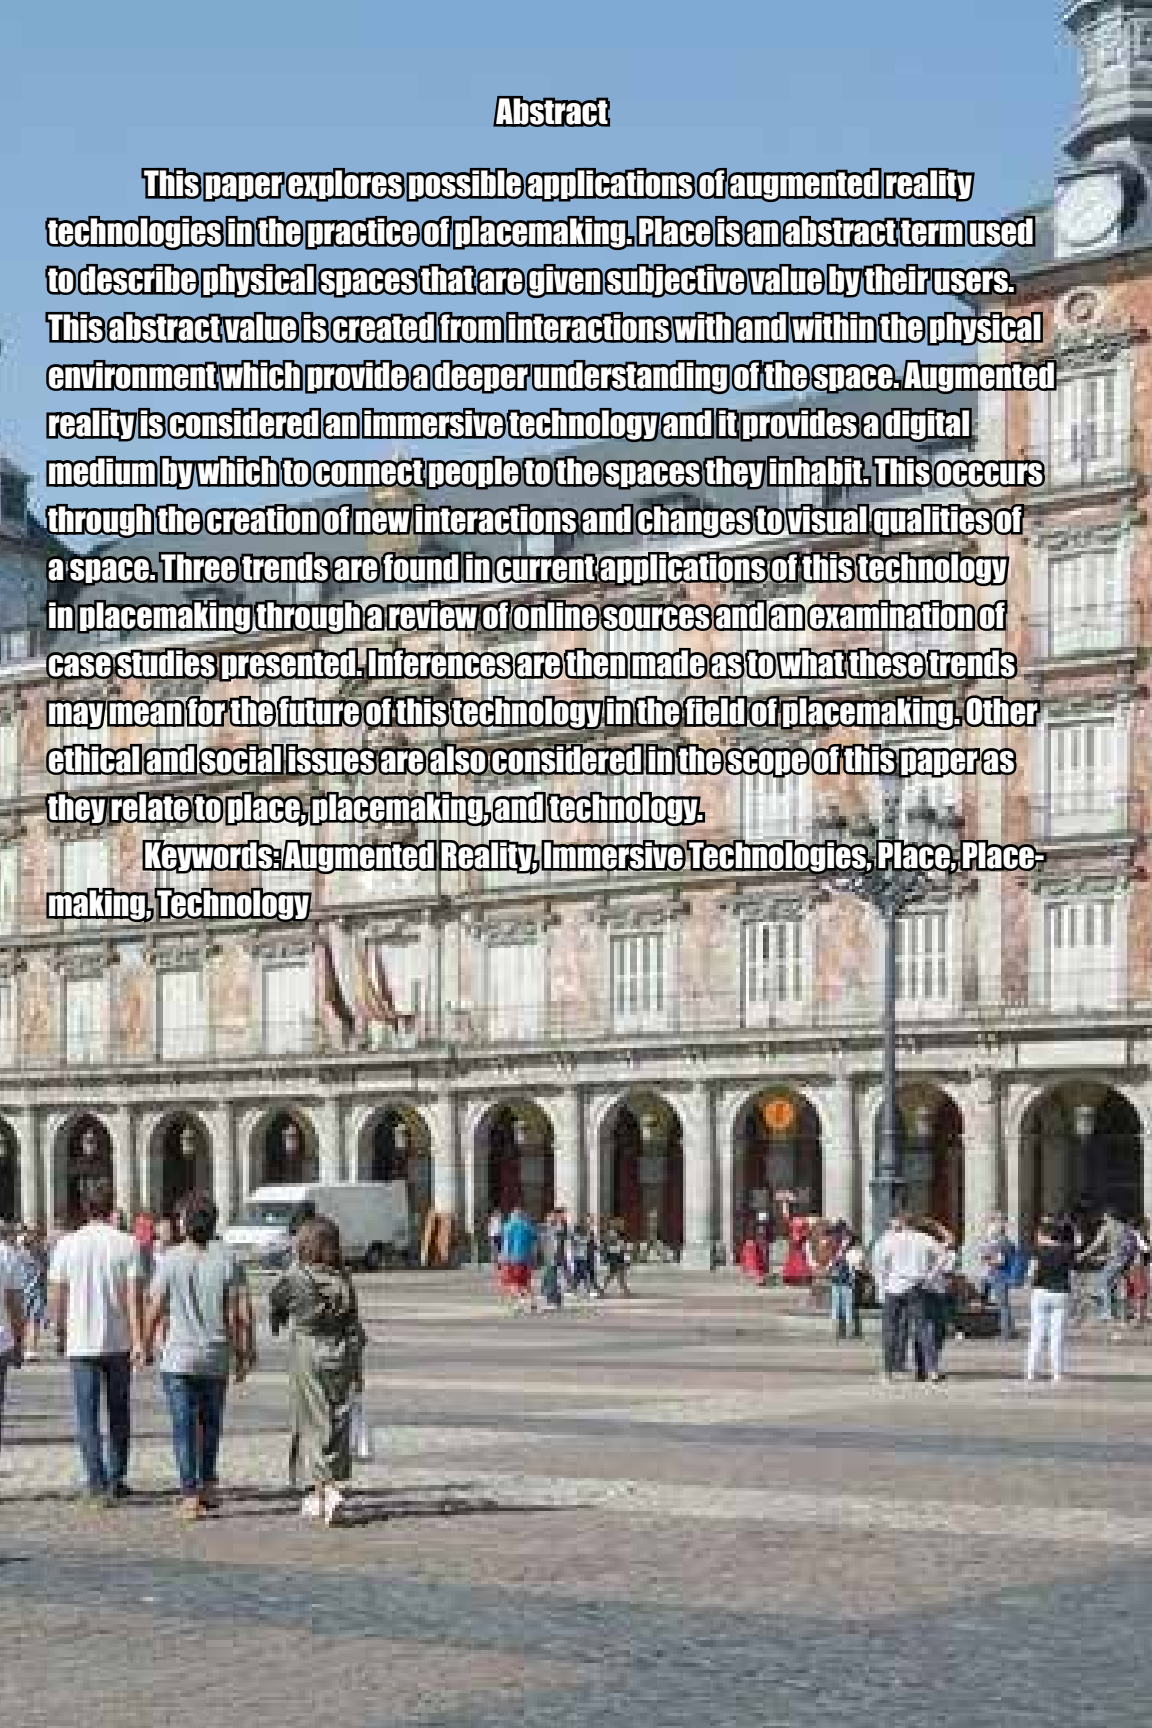 Abstract
This paper explores possible applications of augmented reality
technologies in the practice of placemaking. Place is an abstract term used
to describe physical spaces that are given subjective value by their users.
This abstract value is created from interactions with and within the physical
environment which provide a deeper understanding of the space. Augmented
reality is considered an immersive technology and it provides a digital
medium by which to connect people to the spaces they inhabit. This occcurs
through the creation of new interactions and changes to visual qualities of
a space. Three trends are found in current applications of this technology
in placemaking through a review of online sources and an examination of
case studies presented. Inferences are then made as to what these trends
may mean for the future of this technology in the field of placemaking. Other
ethical and social issues are also considered in the scope of this paper as
they relate to place, placemaking, and technology.
Keywords: Augmented Reality, Immersive Technologies, Place, Place-
making, Technology